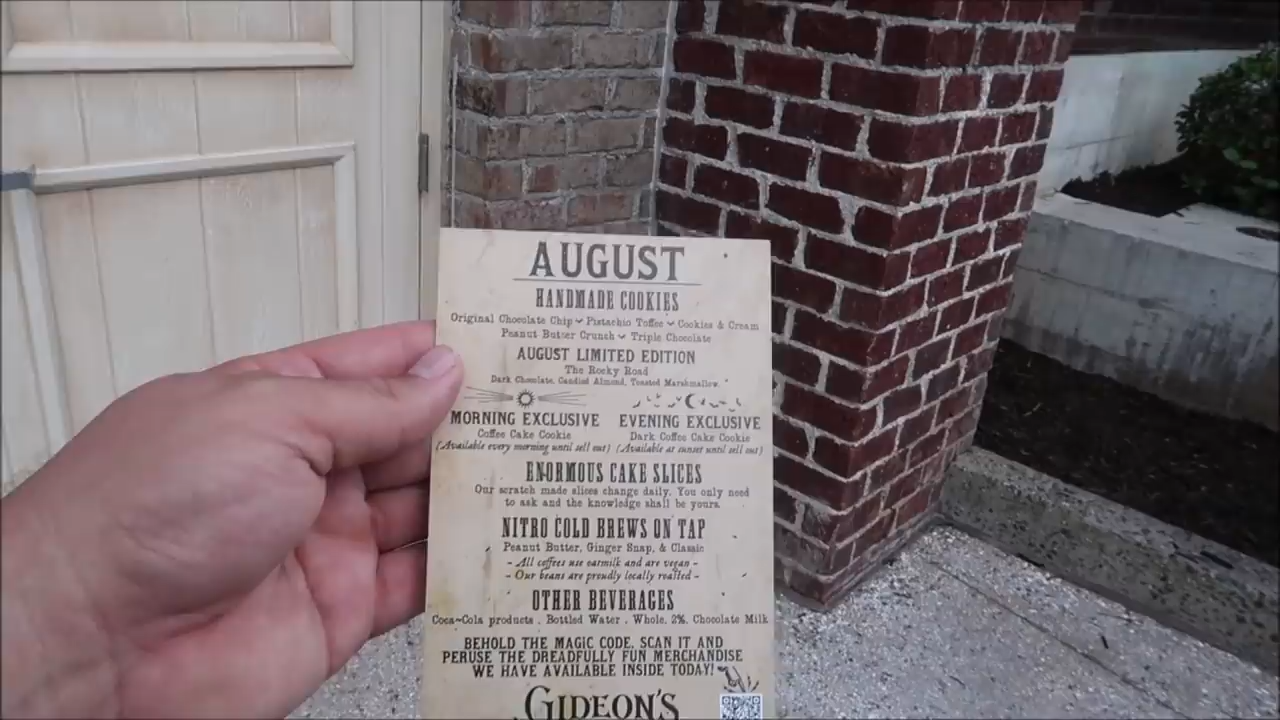 AUGUST
HANDMADE COOKIES
Original Chocolate Chip ~ Pistachio Toffee ~ Cookies & Cream
Peanut Butter Crunch ~ Triple Chocolate
AUGUST LIMITED EDITION
The Rocky Road
Dark Chocolate, Candied Almond, Toasted Marshmallow.
MORNING EXCLUSIVE
Coffee Cake Cookie
(Available every morning until sell out)
EVENING EXCLUSIVE
Dark Coffee Cake Cookie
(Available at sunset until sell out)
ENORMOUS CAKE SLICES
Our scratch made slices change daily. You only need
to ask and the knowledge shall be yours.
NITRO COLD BREWS ON TAP
Peanut Butter, Ginger Snap, & Classic
- All coffees use oatmilk and are vegan -
- Our beans are proudly locally roasted -
OTHER BEVERAGES
Coca~Cola products . Bottled Water . Whole, 2%, Chocolate Milk
BEHOLD THE MAGIC CODE, SCAN IT AND
PERUSE THE DREADFULLY FUN MERCHANDISE
WE HAVE AVAILABLE INSIDE TODAY!
GIDEON'S